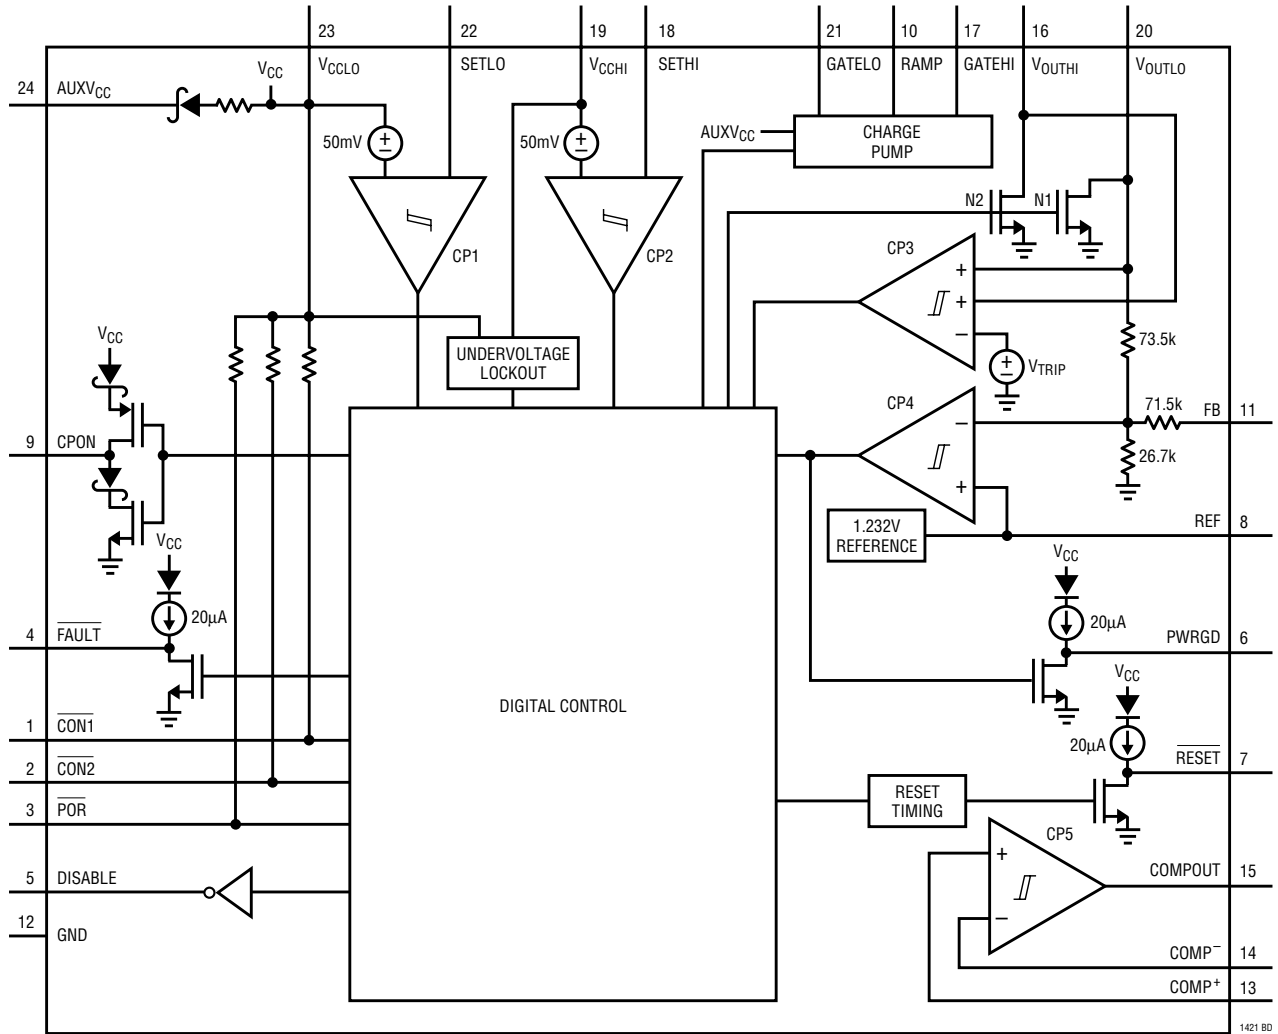 23
22
19
18
21
10
17
16
20
VCCLO
SETLO
VCCHI
SETHI
GATELO
RAMP
GATEHI
VOUTHI
VOUTLO
24
AUXVCC
VCC
50mV
+
−
50mV
+
−
AUXVCC
CHARGE
PUMP
N2
N1
CP1
CP2
CP3
+
+
−
+
−
VTRIP
73.5k
UNDERVOLTAGE
LOCKOUT
VCC
CP4
−
+
71.5k
FB
11
26.7k
9
CPON
1.232V
REFERENCE
REF
8
VCC
20µA
4
FAULT
VCC
20µA
PWRGD
6
VCC
20µA
RESET
7
DIGITAL CONTROL
1
CON1
2
CON2
3
POR
RESET
TIMING
CP5
+
−
5
DISABLE
COMPOUT
15
12
GND
COMP−
14
COMP+
13
1421 BD